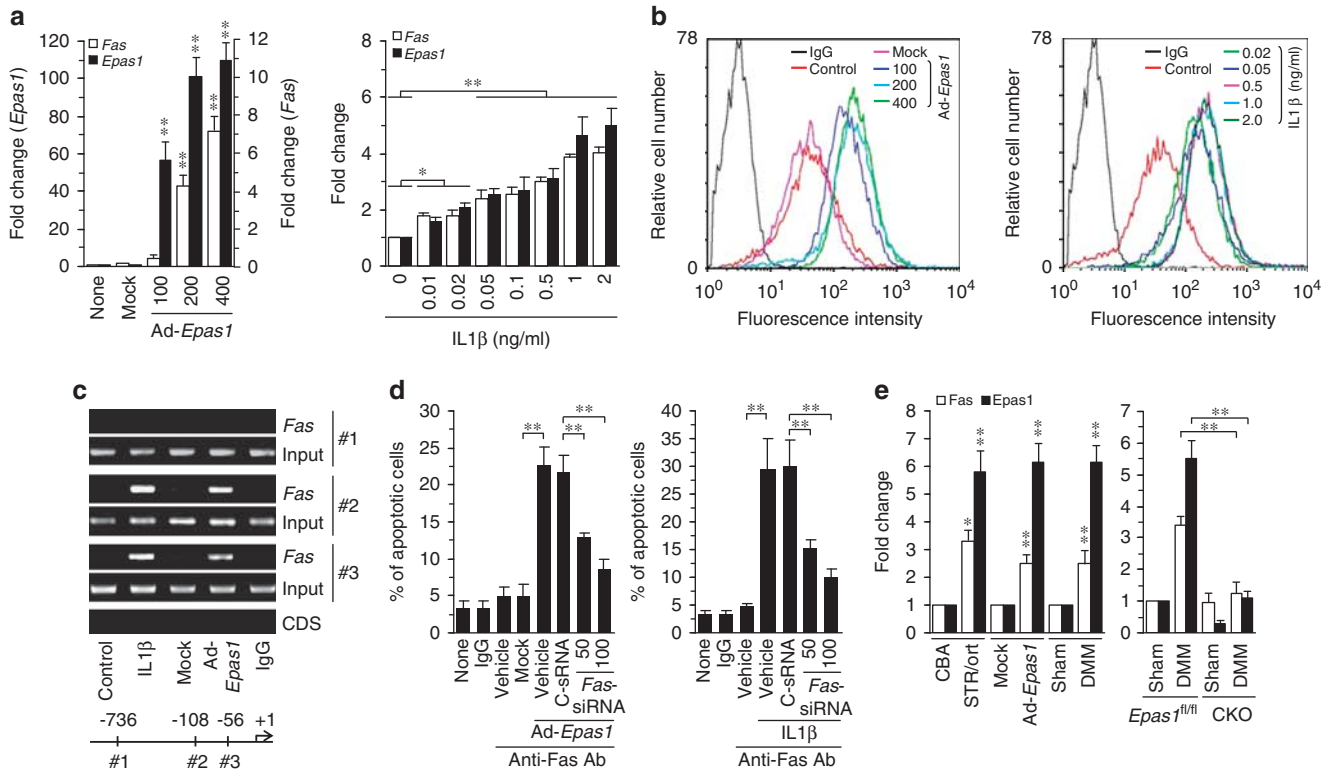 a
Fas
Epas1
Fold change (Epas1)
120
100
80
60
40
20
0
**
**
**
**
**
12
10
8
6
4
2
0
Fold change (Fas)
None
Mock
100
200
400
Ad-Epas1
Fas
Epas1
Fold change
8
6
4
2
0
**
*
0
0.01
0.02
0.05
0.1
0.5
1
2
IL1β (ng/ml)
b
Relative cell number
78
0
IgG
Control
Mock
100
200
400
Ad-Epas1
10⁰ 10¹ 10² 10³ 10⁴
Fluorescence intensity
Relative cell number
78
0
IgG
Control
0.02
0.05
0.5
1.0
2.0
IL1 β (ng/ml)
10⁰ 10¹ 10² 10³ 10⁴
Fluorescence intensity
c
Fas
Input
#1
Fas
Input
#2
Fas
Input
#3
CDS
Control
IL1β
Mock
Ad-
Epas1
IgG
-736 -108 -56 +1
#1 #2 #3
d
% of apoptotic cells
30
25
20
15
10
5
0
**
**
**
None
IgG
Vehicle
Mock
Vehicle
C-sRNA
50
100
Fas-
siRNA
Ad-Epas1
Anti-Fas Ab
% of apoptotic cells
40
35
30
25
20
15
10
5
0
**
**
**
None
IgG
Vehicle
Vehicle
C-sRNA
50
100
Fas-
siRNA
IL1β
Anti-Fas Ab
e
Fas Epas1
Fold change
8
7
6
5
4
3
2
1
0
*
**
**
**
**
**
CBA
STR/ort
Mock
Ad-Epas1
Sham
DMM
7
6
5
4
3
2
1
0
**
**
Sham
DMM
Sham
DMM
Epas1fl/fl
CKO